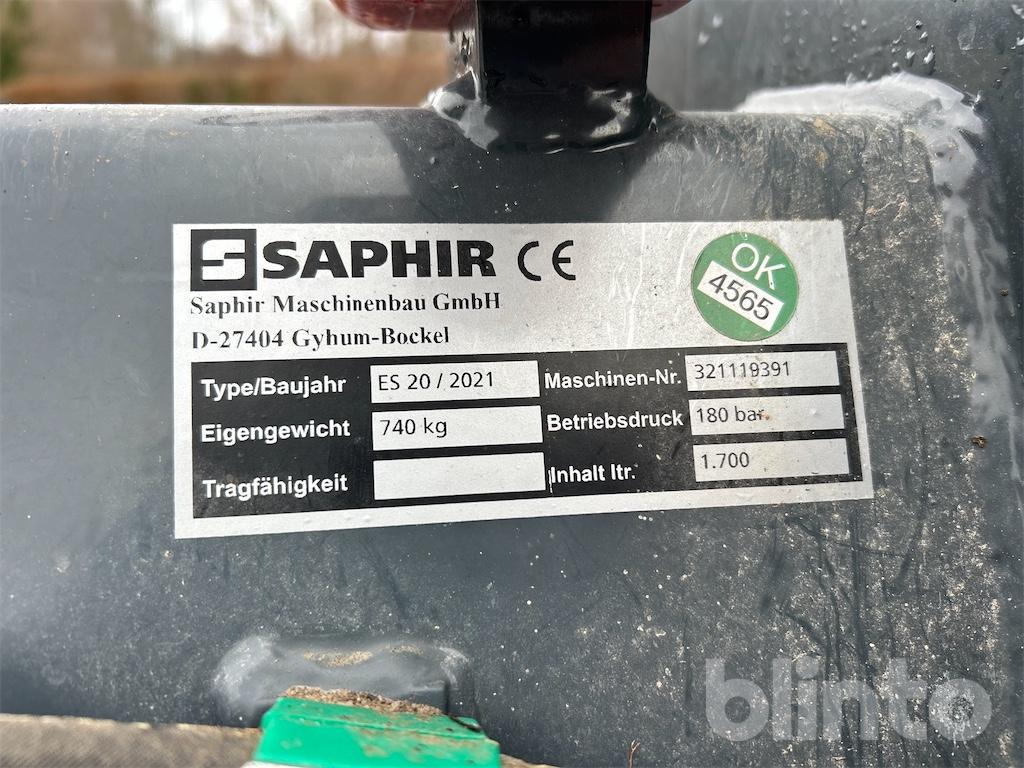 SAPHIR CE
OK
4565
Saphir Maschinenbau GmbH
D-27404 Gyhum-Bockel
Type/Baujahr ES 20 / 2021 Maschinen-Nr. 321119391
Eigengewicht 740 kg Betriebsdruck 180 bar
Tragfähigkeit Inhalt ltr. 1.700
blinto